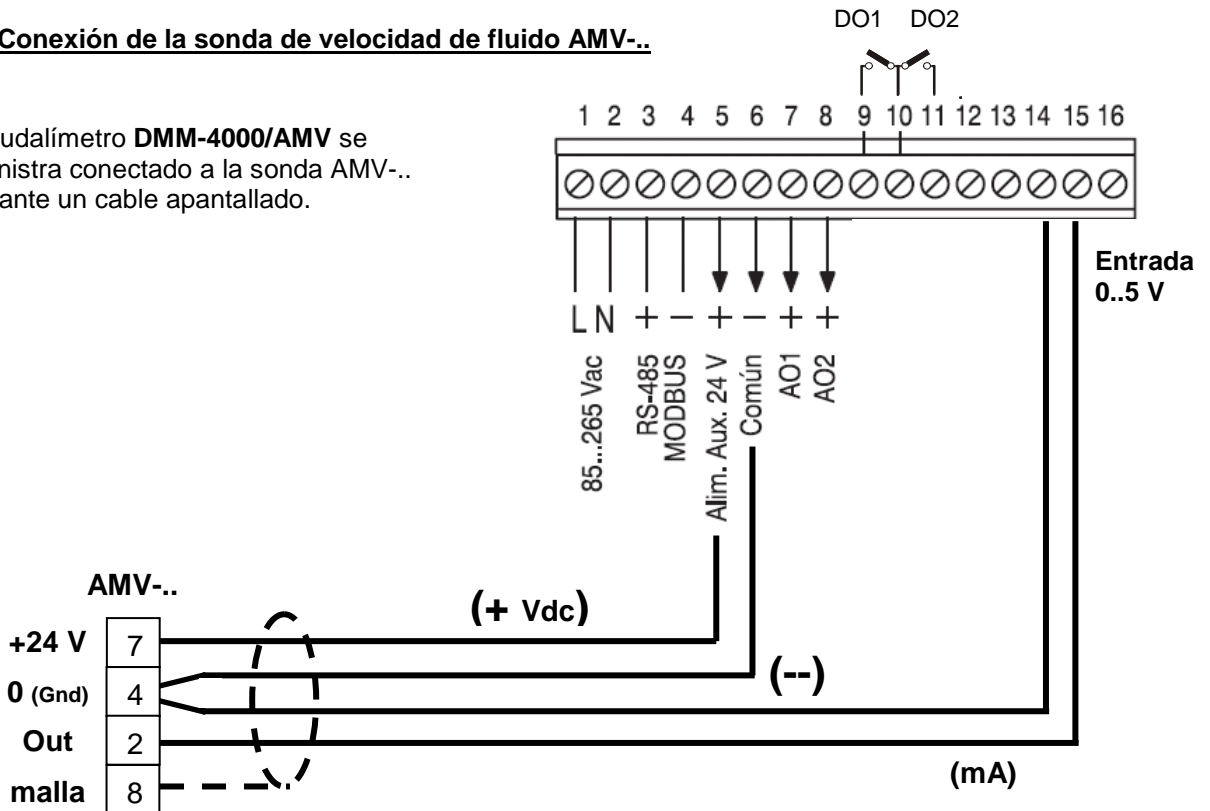 Conexión de la sonda de velocidad de fluido AMV-..
DO1 DO2
udalímetro DMM-4000/AMV se
nistra conectado a la sonda AMV-..
ante un cable apantallado.
1 2 3 4 5 6 7 8 9 10 11 12 13 14 15 16
Entrada
0..5 V
L N + − + − + +
85...265 Vac
RS-485
MODBUS
Alim. Aux. 24 V
Común
AO1
AO2
AMV-..
(+ Vdc)
+24 V 7
0 (Gnd) 4
(--)
Out 2
(mA)
malla 8